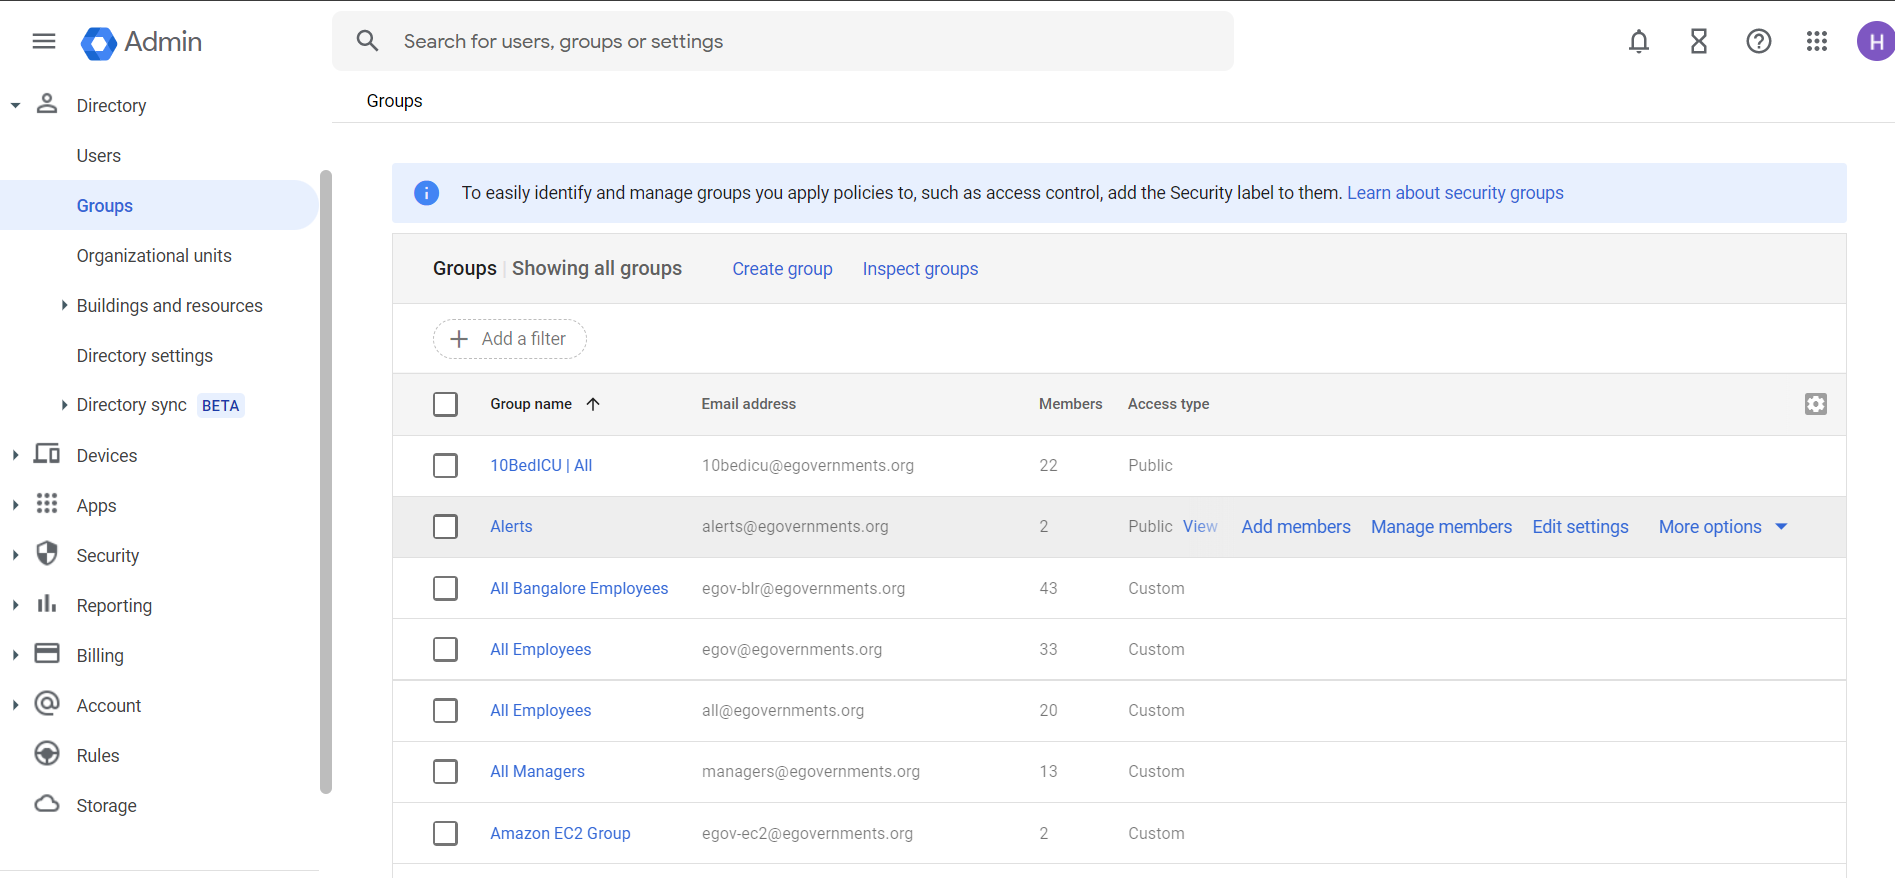 Admin
Search for users, groups or settings
H
Directory
Users
Groups
Organizational units
Buildings and resources
Directory settings
Directory sync BETA
Devices
Apps
Security
Reporting
Billing
Account
Rules
Storage
Groups
To easily identify and manage groups you apply policies to, such as access control, add the Security label to them. Learn about security groups
Groups | Showing all groups Create group Inspect groups
Add a filter
Group name Email address Members Access type
10BedICU | All 10bedicu@egovernments.org 22 Public
Alerts alerts@egovernments.org 2 Public View Add members Manage members Edit settings More options
All Bangalore Employees egov-blr@egovernments.org 43 Custom
All Employees egov@egovernments.org 33 Custom
All Employees all@egovernments.org 20 Custom
All Managers managers@egovernments.org 13 Custom
Amazon EC2 Group egov-ec2@egovernments.org 2 Custom